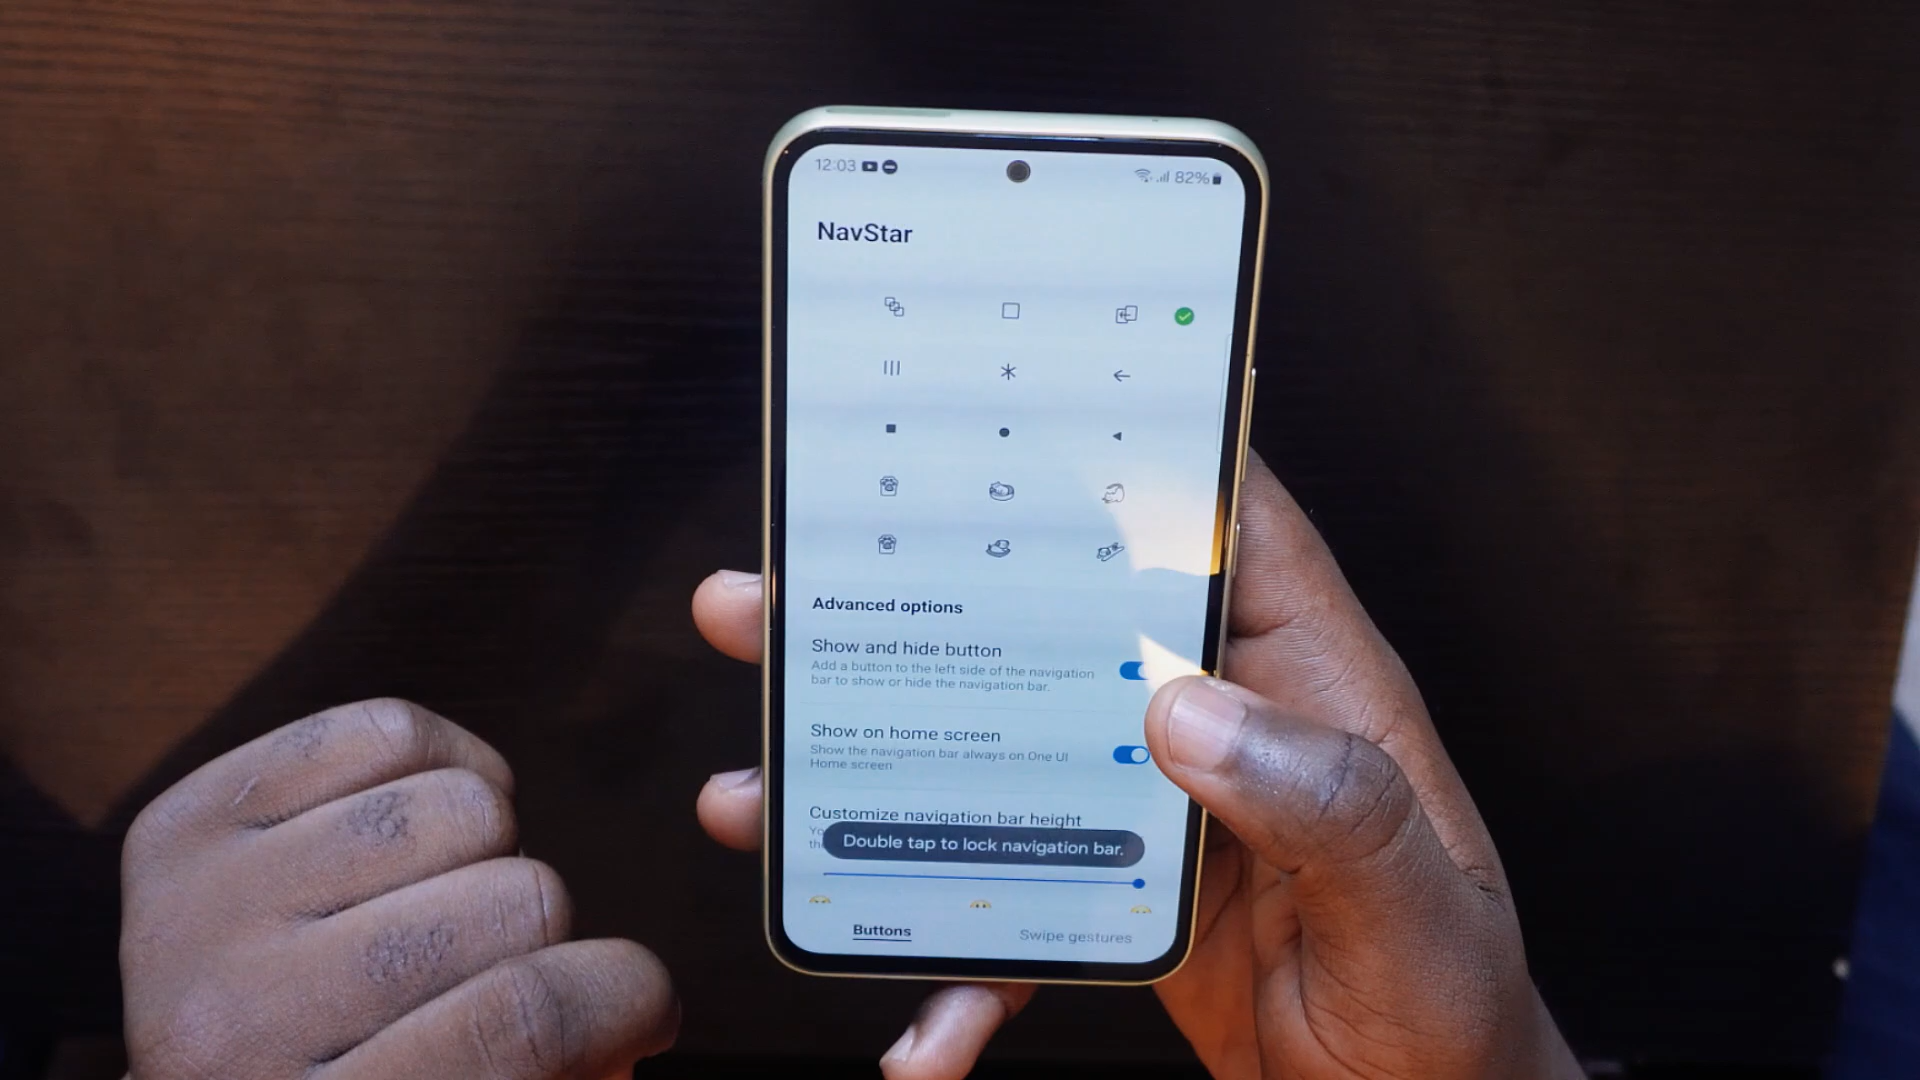 12:03
82%
NavStar
Advanced options
Show and hide button
Add a button to the left side of the navigation
bar to show or hide the navigation bar.
Show on home screen
Show the navigation bar always on One UI
Home screen
Customize navigation bar height
Double tap to lock navigation bar.
Buttons
Swipe gestures